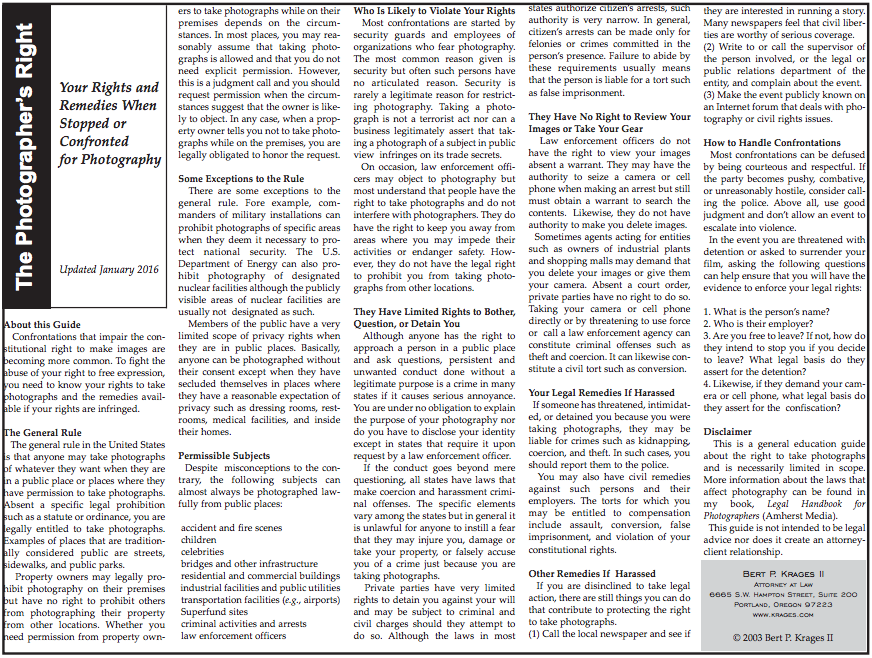 The Photographer's Right
Your Rights and
Remedies When
Stopped or
Confronted
for Photography
Updated January 2016
About this Guide
Confrontations that impair the con-
stitutional right to make images are
becoming more common. To fight the
abuse of your right to free expression,
you need to know your rights to take
photographs and the remedies avail-
able if your rights are infringed.
The General Rule
The general rule in the United States
is that anyone may take photographs
of whatever they want when they are
in a public place or places where they
have permission to take photographs.
Absent a specific legal prohibition
such as a statute or ordinance, you are
legally entitled to take photographs.
Examples of places that are tradition-
ally considered public are streets,
sidewalks, and public parks.
Property owners may legally pro-
hibit photography on their premises
but have no right to prohibit others
from photographing their property
from other locations. Whether you
need permission from property own-
ers to take photographs while on their
premises depends on the circum-
stances. In most places, you may rea-
sonably assume that taking photo-
graphs is allowed and that you do not
need explicit permission. However,
this is a judgment call and you should
request permission when the circum-
stances suggest that the owner is like-
ly to object. In any case, when a prop-
erty owner tells you not to take photo-
graphs while on the premises, you are
legally obligated to honor the request.
Some Exceptions to the Rule
There are some exceptions to the
general rule. Fore example, com-
manders of military installations can
prohibit photographs of specific areas
when they deem it necessary to pro-
tect national security. The U.S.
Department of Energy can also pro-
hibit photography of designated
nuclear facilities although the publicly
visible areas of nuclear facilities are
usually not designated as such.
Members of the public have a very
limited scope of privacy rights when
they are in public places. Basically,
anyone can be photographed without
their consent except when they have
secluded themselves in places where
they have a reasonable expectation of
privacy such as dressing rooms, rest-
rooms, medical facilities, and inside
their homes.
Permissible Subjects
Despite misconceptions to the con-
trary, the following subjects can
almost always be photographed law-
fully from public places:
accident and fire scenes
children
celebrities
bridges and other infrastructure
residential and commercial buildings
industrial facilities and public utilities
transportation facilities (e.g., airports)
Superfund sites
criminal activities and arrests
law enforcement officers
Who Is Likely to Violate Your Rights
Most confrontations are started by
security guards and employees of
organizations who fear photography.
The most common reason given is
security but often such persons have
no articulated reason. Security is
rarely a legitimate reason for restrict-
ing photography. Taking a photo-
graph is not a terrorist act nor can a
business legitimately assert that tak-
ing a photograph of a subject in public
view infringes on its trade secrets.
On occasion, law enforcement offi-
cers may object to photography but
most understand that people have the
right to take photographs and do not
interfere with photographers. They do
have the right to keep you away from
areas where you may impede their
activities or endanger safety. How-
ever, they do not have the legal right
to prohibit you from taking photo-
graphs from other locations.
They Have Limited Rights to Bother,
Question, or Detain You
Although anyone has the right to
approach a person in a public place
and ask questions, persistent and
unwanted conduct done without a
legitimate purpose is a crime in many
states if it causes serious annoyance.
You are under no obligation to explain
the purpose of your photography nor
do you have to disclose your identity
except in states that require it upon
request by a law enforcement officer.
If the conduct goes beyond mere
questioning, all states have laws that
make coercion and harassment crimi-
nal offenses. The specific elements
vary among the states but in general it
is unlawful for anyone to instill a fear
that they may injure you, damage or
take your property, or falsely accuse
you of a crime just because you are
taking photographs.
Private parties have very limited
rights to detain you against your will
and may be subject to criminal and
civil charges should they attempt to
do so. Although the laws in most
states authorize citizen's arrests, such
authority is very narrow. In general,
citizen's arrests can be made only for
felonies or crimes committed in the
person's presence. Failure to abide by
these requirements usually means
that the person is liable for a tort such
as false imprisonment.
They Have No Right to Review Your
Images or Take Your Gear
Law enforcement officers do not
have the right to view your images
absent a warrant. They may have the
authority to seize a camera or cell
phone when making an arrest but still
must obtain a warrant to search the
contents. Likewise, they do not have
authority to make you delete images.
Sometimes agents acting for entities
such as owners of industrial plants
and shopping malls may demand that
you delete your images or give them
your camera. Absent a court order,
private parties have no right to do so.
Taking your camera or cell phone
directly or by threatening to use force
or call a law enforcement agency can
constitute criminal offenses such as
theft and coercion. It can likewise con-
stitute a civil tort such as conversion.
Your Legal Remedies If Harassed
If someone has threatened, intimidat-
ed, or detained you because you were
taking photographs, they may be
liable for crimes such as kidnapping,
coercion, and theft. In such cases, you
should report them to the police.
You may also have civil remedies
against such persons and their
employers. The torts for which you
may be entitled to compensation
include assault, conversion, false
imprisonment, and violation of your
constitutional rights.
Other Remedies If Harassed
If you are disinclined to take legal
action, there are still things you can do
that contribute to protecting the right
to take photographs.
(1) Call the local newspaper and see if
they are interested in running a story.
Many newspapers feel that civil liber-
ties are worthy of serious coverage.
(2) Write to or call the supervisor of
the person involved, or the legal or
public relations department of the
entity, and complain about the event.
(3) Make the event publicly known on
an Internet forum that deals with pho-
tography or civil rights issues.
How to Handle Confrontations
Most confrontations can be defused
by being courteous and respectful. If
the party becomes pushy, combative,
or unreasonably hostile, consider call-
ing the police. Above all, use good
judgment and don't allow an event to
escalate into violence.
In the event you are threatened with
detention or asked to surrender your
film, asking the following questions
can help ensure that you will have the
evidence to enforce your legal rights:
1. What is the person's name?
2. Who is their employer?
3. Are you free to leave? If not, how do
they intend to stop you if you decide
to leave? What legal basis do they
assert for the detention?
4. Likewise, if they demand your cam-
era or cell phone, what legal basis do
they assert for the confiscation?
Disclaimer
This is a general education guide
about the right to take photographs
and is necessarily limited in scope.
More information about the laws that
affect photography can be found in
my book, Legal Handbook for
Photographers (Amherst Media).
This guide is not intended to be legal
advice nor does it create an attorney-
client relationship.
Bert P. Krages II
Attorney at Law
6665 S.W. Hampton Street, Suite 200
Portland, Oregon 97223
www.krages.com
© 2003 Bert P. Krages II